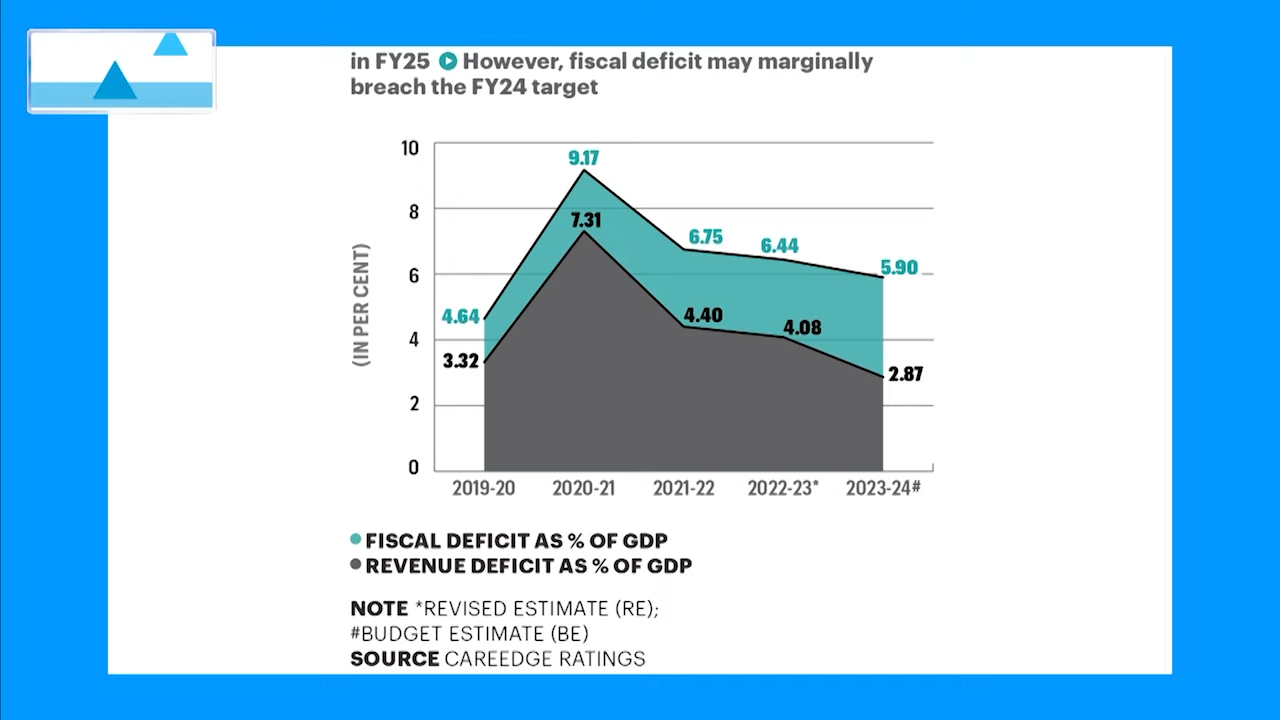 in FY25 However, fiscal deficit may marginally
breach the FY24 target
10
9.17
8
7.31
6.75
6.44
6
5.90
(IN PER CENT)
4.64
4.40
4.08
4
3.32
2.87
2
0
2019-20 2020-21 2021-22 2022-23* 2023-24#
FISCAL DEFICIT AS % OF GDP
REVENUE DEFICIT AS % OF GDP
NOTE *REVISED ESTIMATE (RE);
#BUDGET ESTIMATE (BE)
SOURCE CAREEDGE RATINGS